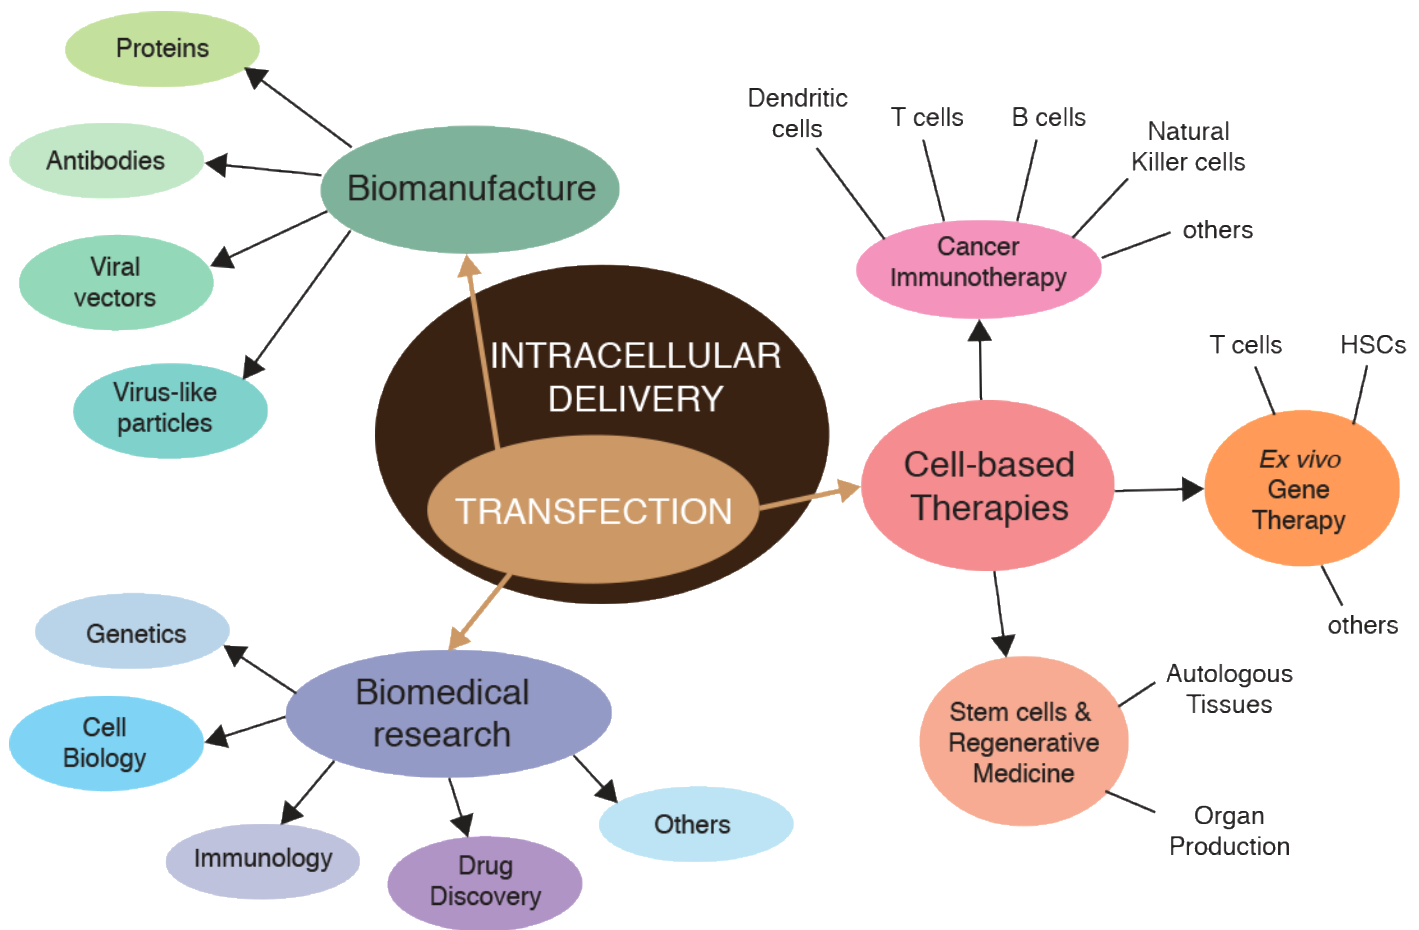 Proteins
Antibodies
Viral
vectors
Virus-like
particles
Biomanufacture
INTRACELLULAR
DELIVERY
TRANSFECTION
Dendritic
cells
T cells
B cells
Natural
Killer cells
others
Cancer
Immunotherapy
Cell-based
Therapies
T cells
HSCs
Ex vivo
Gene
Therapy
others
Stem cells &
Regenerative
Medicine
Autologous
Tissues
Organ
Production
Biomedical
research
Genetics
Cell
Biology
Immunology
Drug
Discovery
Others